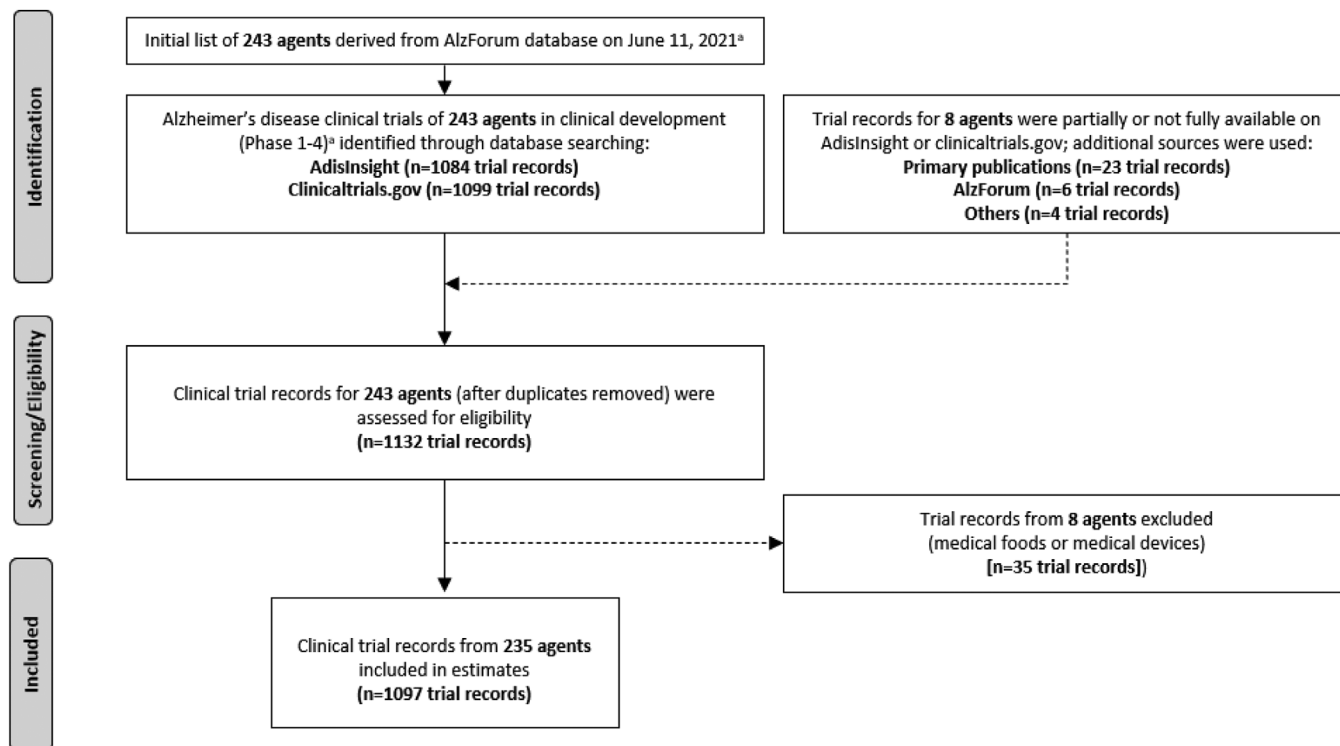 Identification
Initial list of 243 agents derived from AlzForum database on June 11, 2021ᵃ
Alzheimer's disease clinical trials of 243 agents in clinical development
(Phase 1-4)ᵃ identified through database searching:
AdisInsight (n=1084 trial records)
Clinicaltrials.gov (n=1099 trial records)
Trial records for 8 agents were partially or not fully available on
AdisInsight or clinicaltrials.gov; additional sources were used:
Primary publications (n=23 trial records)
AlzForum (n=6 trial records)
Others (n=4 trial records)
Screening/Eligibility
Clinical trial records for 243 agents (after duplicates removed) were
assessed for eligibility
(n=1132 trial records)
Trial records from 8 agents excluded
(medical foods or medical devices)
[n=35 trial records])
Included
Clinical trial records from 235 agents
included in estimates
(n=1097 trial records)